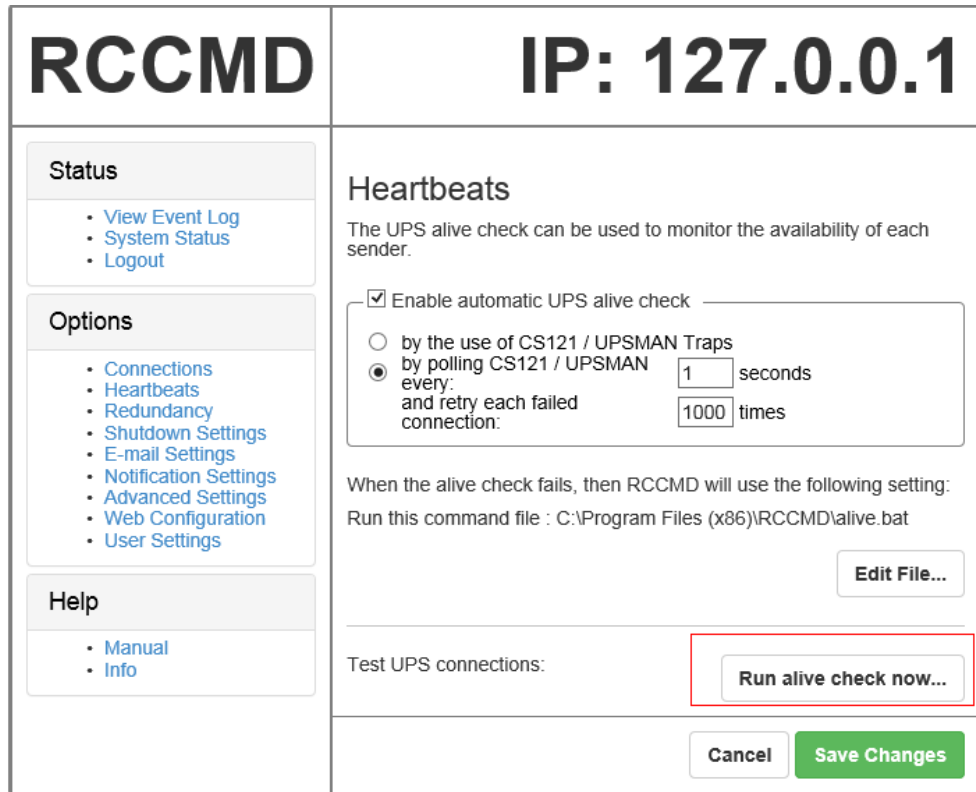 RCCMD
IP: 127.0.0.1
Status
• View Event Log
• System Status
• Logout
Options
• Connections
• Heartbeats
• Redundancy
• Shutdown Settings
• E-mail Settings
• Notification Settings
• Advanced Settings
• Web Configuration
• User Settings
Help
• Manual
• Info
Heartbeats
The UPS alive check can be used to monitor the availability of each
sender.
Enable automatic UPS alive check
by the use of CS121 / UPSMAN Traps
by polling CS121 / UPSMAN
every:
1 seconds
and retry each failed
connection:
1000 times
When the alive check fails, then RCCMD will use the following setting:
Run this command file : C:\Program Files (x86)\RCCMD\alive.bat
Edit File...
Test UPS connections:
Run alive check now...
Cancel
Save Changes